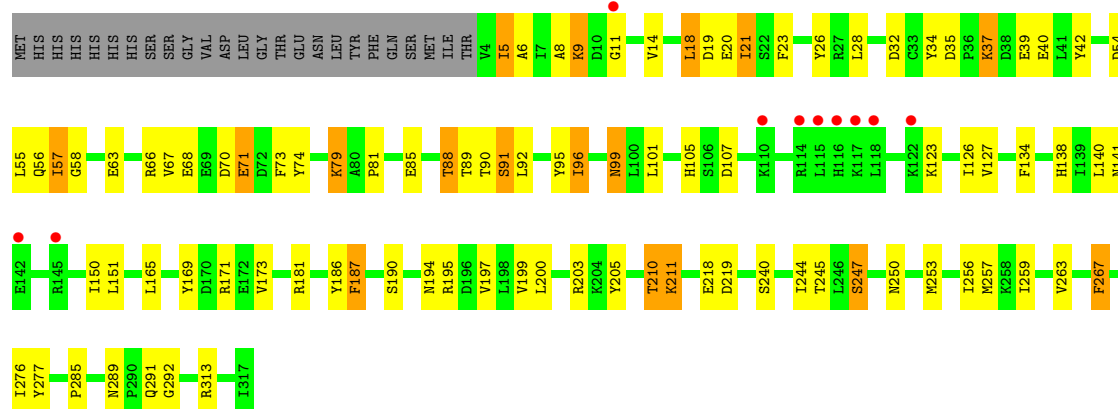 MET HIS HIS HIS HIS HIS HIS SER SER GLY VAL ASP LEU GLY THR GLU ASN LEU TYR PHE GLN SER MET ILE THR V4 I5 A6 I7 A8 K9 D10 G11 V14 L18 D19 E20 I21 S22 F23 Y26 R27 L28 D32 C33 Y34 D35 P36 K37 D38 E39 E40 L41 Y42
L55 Q56 I57 G58 E63 R66 V67 E68 E69 D70 E71 D72 F73 Y74 K79 A80 P81 E85 T88 T89 T90 S91 L92 Y95 I96 N99 L100 L101 H105 S106 D107 K110 R114 L115 H116 K117 L118 K122 K123 I126 V127 F134 H138 I139 L140 N141
E142 R145 I150 L151 L165 Y169 D170 R171 E172 V173 R181 Y186 F187 S190 N194 R195 D196 V197 L198 V199 L200 R203 K204 Y205 T210 K211 E218 D219 S240 I244 T245 L246 S247 N250 M253 I256 M257 K258 I259 V263 F267
I276 Y277 P285 N289 P290 Q291 G292 R313 I317